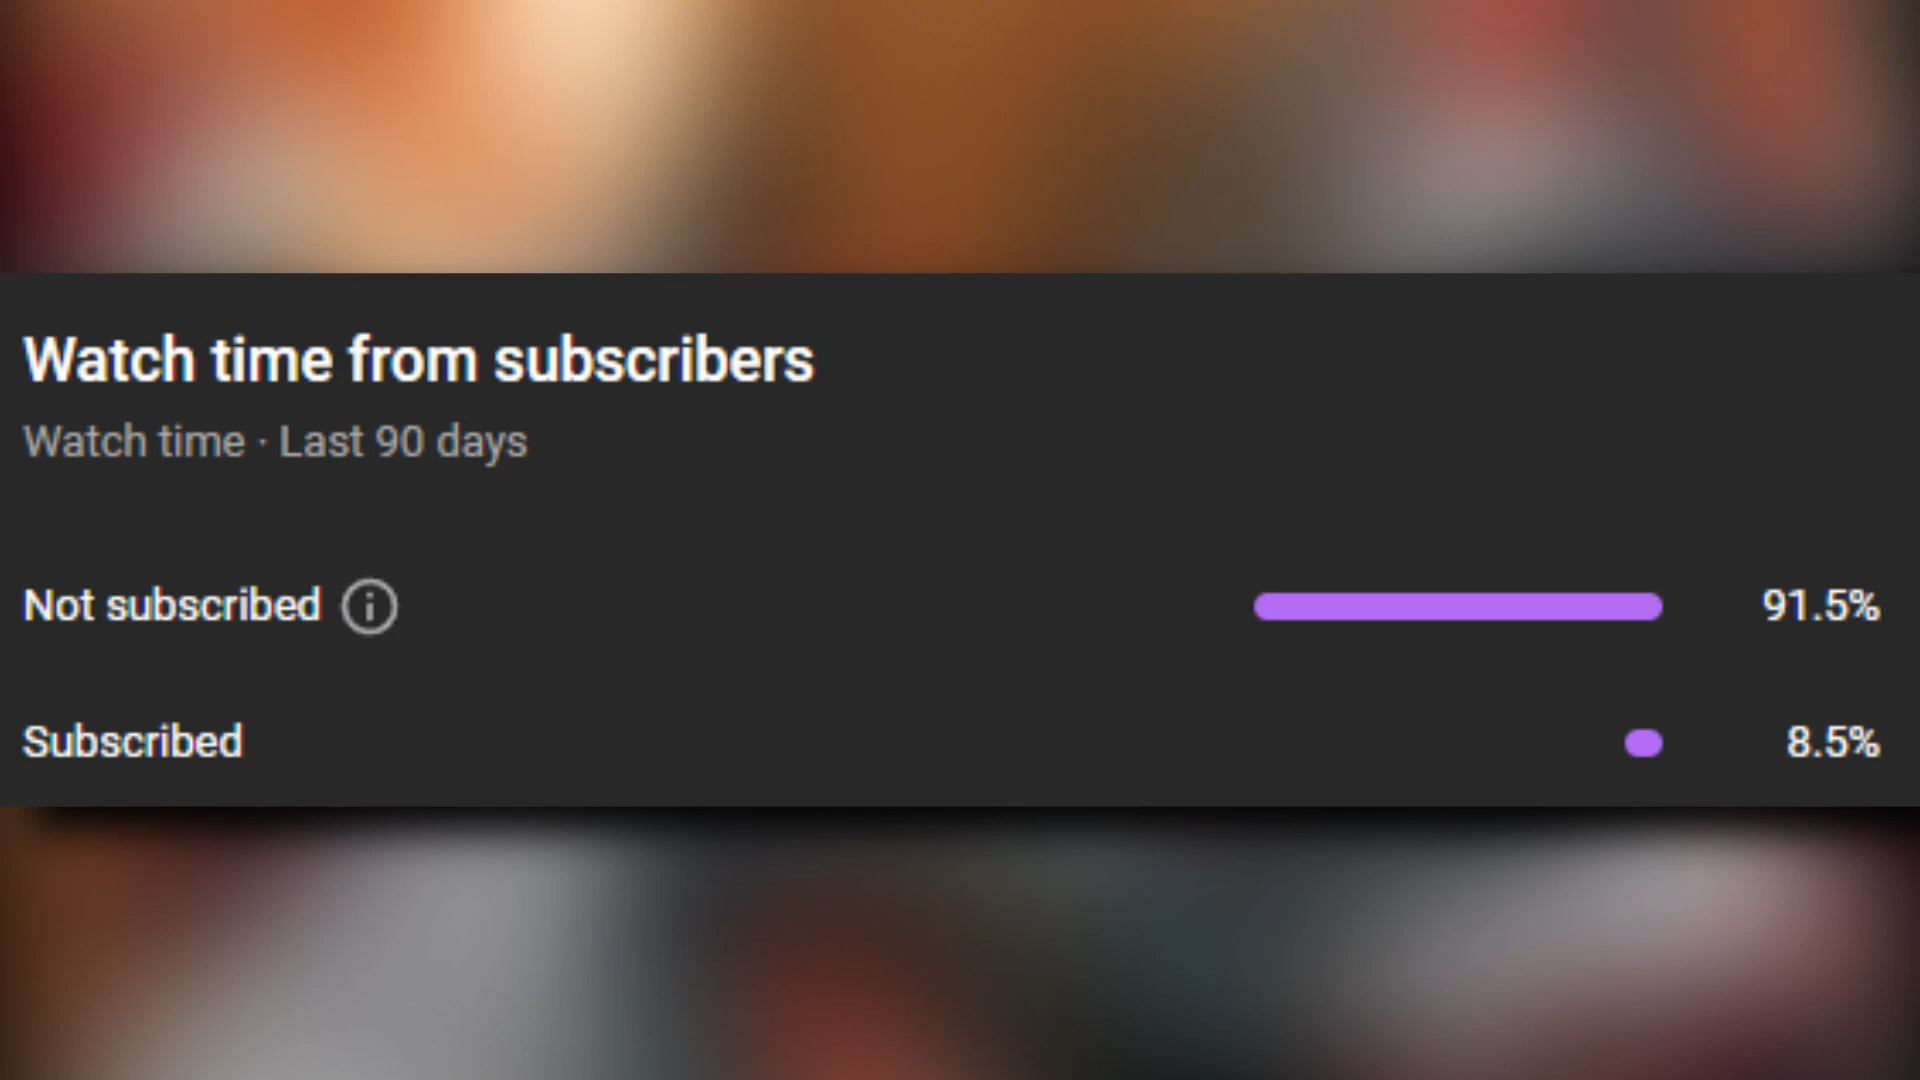 Watch time from subscribers
Watch time · Last 90 days
Not subscribed 91.5%
Subscribed 8.5%